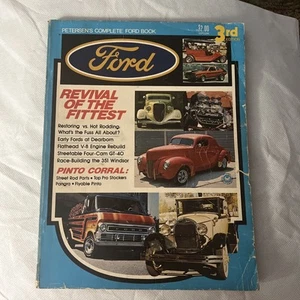 PETERSEN'S COMPLETE FORD BOOK
3rd
Ford
REVIVAL
OF THE
FITTEST
Restoring vs. Hot Rodding:
What's the Fuss All About?
Early Fords at Dearborn
Flathead V-8 Engine Rebuild
Streetable Four-Cam GT-40
Race-Building the 351 Windsor
PINTO CORRAL:
Street Rod Parts • Top Pro Stockers
Pangra • Flyable Pinto